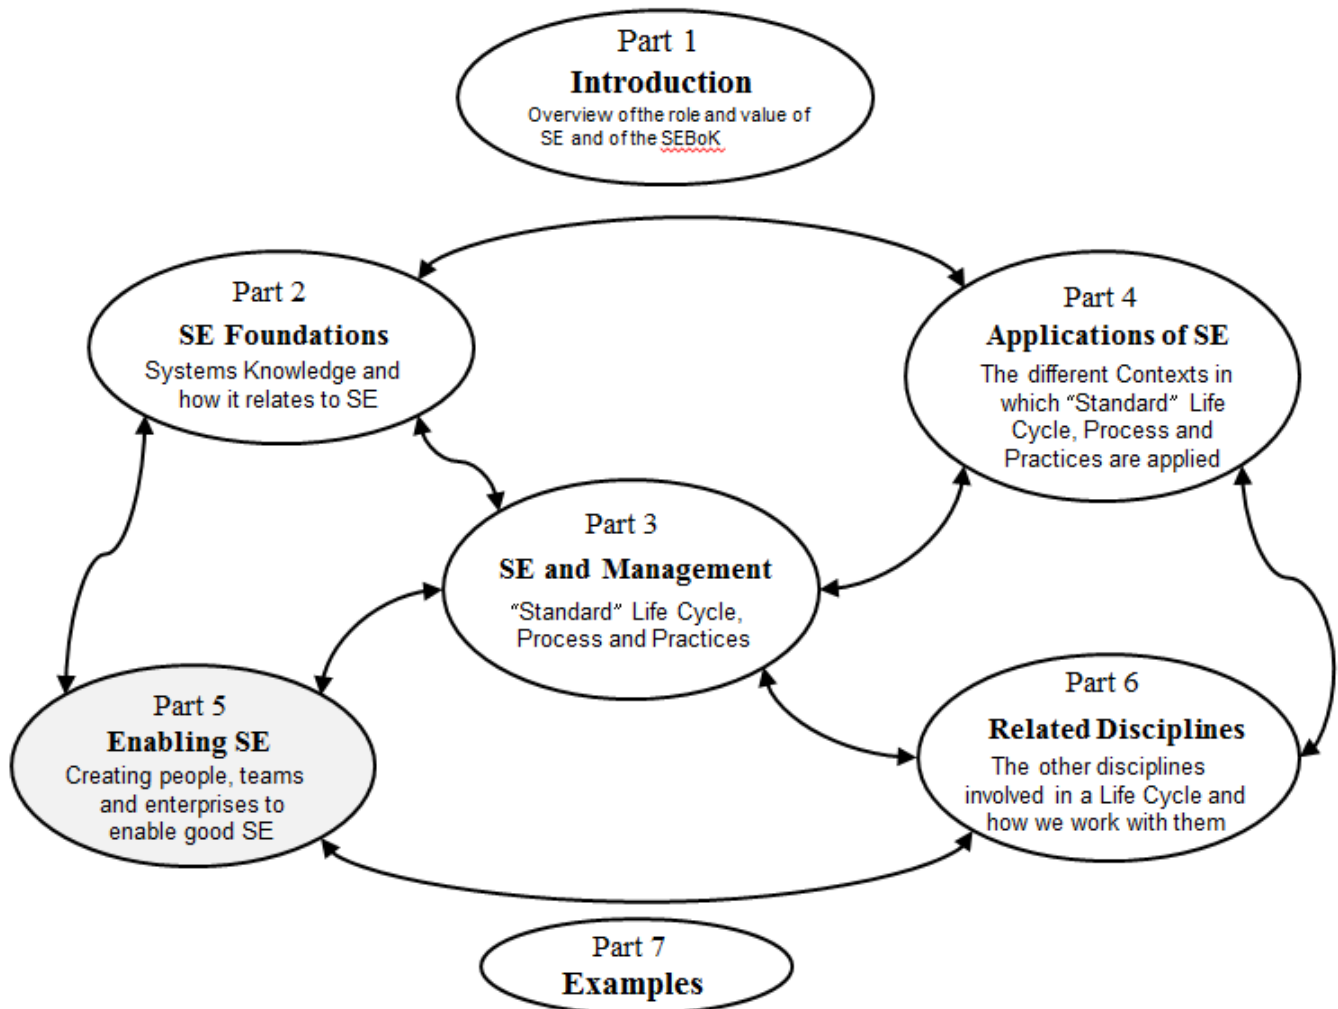 Part 1
Introduction
Overview of the role and value of
SE and of the SEBoK
Part 2
SE Foundations
Systems Knowledge and
how it relates to SE
Part 4
Applications of SE
The different Contexts in
which “Standard” Life
Cycle, Process and
Practices are applied
Part 3
SE and Management
“Standard” Life Cycle,
Process and Practices
Part 5
Enabling SE
Creating people, teams
and enterprises to
enable good SE
Part 6
Related Disciplines
The other disciplines
involved in a Life Cycle and
how we work with them
Part 7
Examples